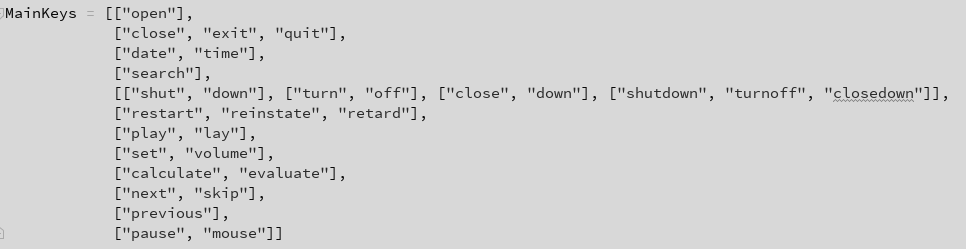 MainKeys = [["open"],
["close", "exit", "quit"],
["date", "time"],
["search"],
[["shut", "down"], ["turn", "off"], ["close", "down"], ["shutdown", "turnoff", "closedown"]],
["restart", "reinstate", "retard"],
["play", "lay"],
["set", "volume"],
["calculate", "evaluate"],
["next", "skip"],
["previous"],
["pause", "mouse"]]